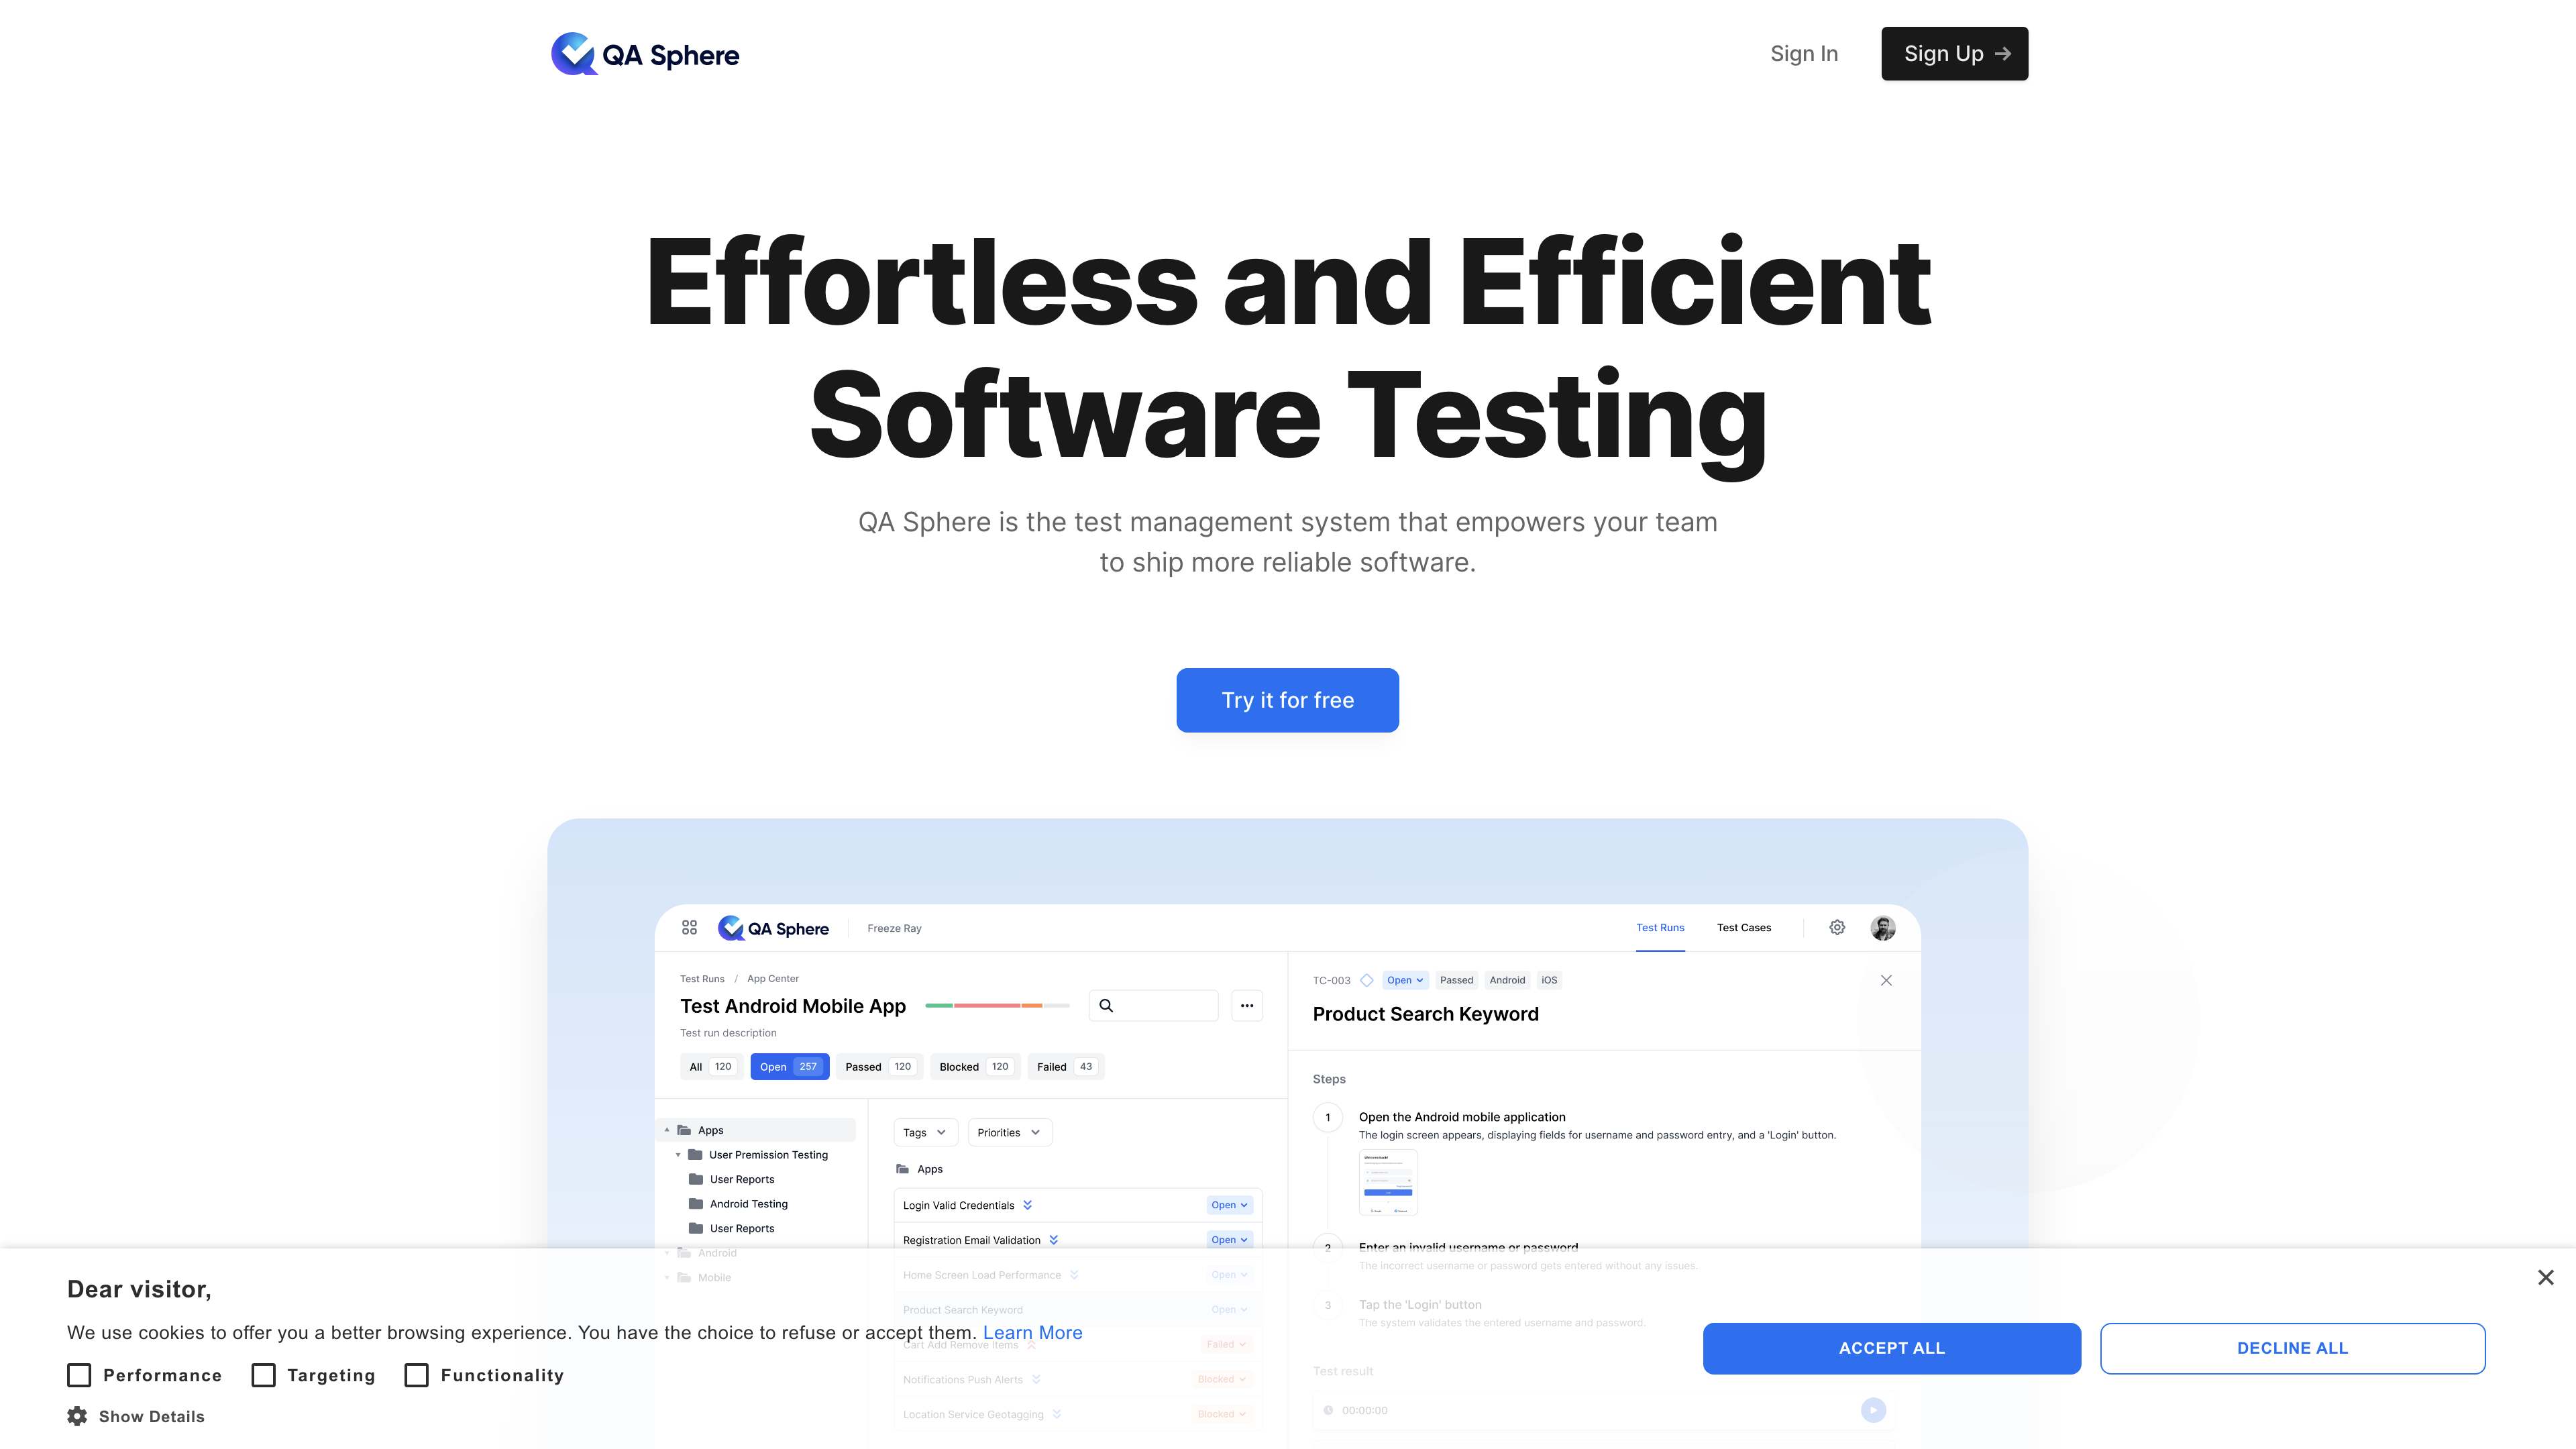 QA Sphere
Sign In
Sign Up
Effortless and Efficient
Software Testing
QA Sphere is the test management system that empowers your team
to ship more reliable software.
Try it for free
QA Sphere
Freeze Ray
Test Runs
Test Cases
Test Runs / App Center
Test Android Mobile App
Test run description
All 120
Open 257
Passed 120
Blocked 120
Failed 43
Apps
User Premission Testing
User Reports
Android Testing
User Reports
Android
Mobile
Tags
Priorities
Apps
Login Valid Credentials Open
Registration Email Validation Open
Home Screen Load Performance Open
Product Search Keyword Open
Cart Add Remove Items Failed
Notifications Push Alerts Blocked
Location Service Geotagging Blocked
TC-003 Open Passed Android iOS
Product Search Keyword
Steps
1 Open the Android mobile application
The login screen appears, displaying fields for username and password entry, and a 'Login' button.
2 Enter an invalid username or password
The incorrect username or password gets entered without any issues.
3 Tap the 'Login' button
The system validates the entered username and password.
Test result
00:00:00
Dear visitor,
We use cookies to offer you a better browsing experience. You have the choice to refuse or accept them. Learn More
Performance
Targeting
Functionality
Show Details
ACCEPT ALL
DECLINE ALL